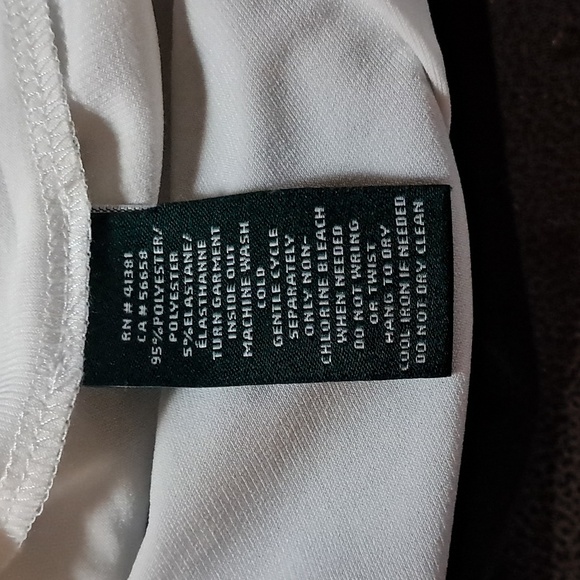 RN # 41381
CA # 56558
95%POLYESTER/
POLYESTER
5%ELASTANE/
ÉLASTHANNE
TURN GARMENT
INSIDE OUT
MACHINE WASH
COLD
GENTLE CYCLE
SEPARATELY
ONLY NON-
CHLORINE BLEACH
WHEN NEEDED
DO NOT WRING
OR TWIST
HANG TO DRY
COOL IRON IF NEEDED
DO NOT DRY CLEAN